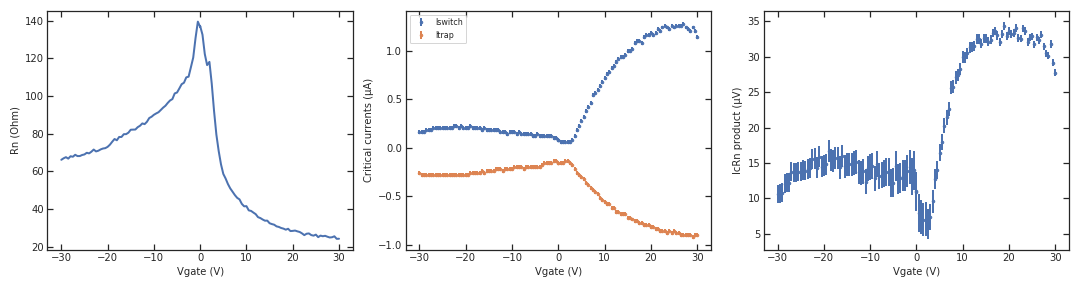 Rn (Ohm)
140
120
100
80
60
40
20
−30 −20 −10 0 10 20 30
Vgate (V)
Critical currents (μA)
Iswitch
Itrap
1.0
0.5
0.0
−0.5
−1.0
−30 −20 −10 0 10 20 30
Vgate (V)
IcRn product (μV)
35
30
25
20
15
10
5
−30 −20 −10 0 10 20 30
Vgate (V)